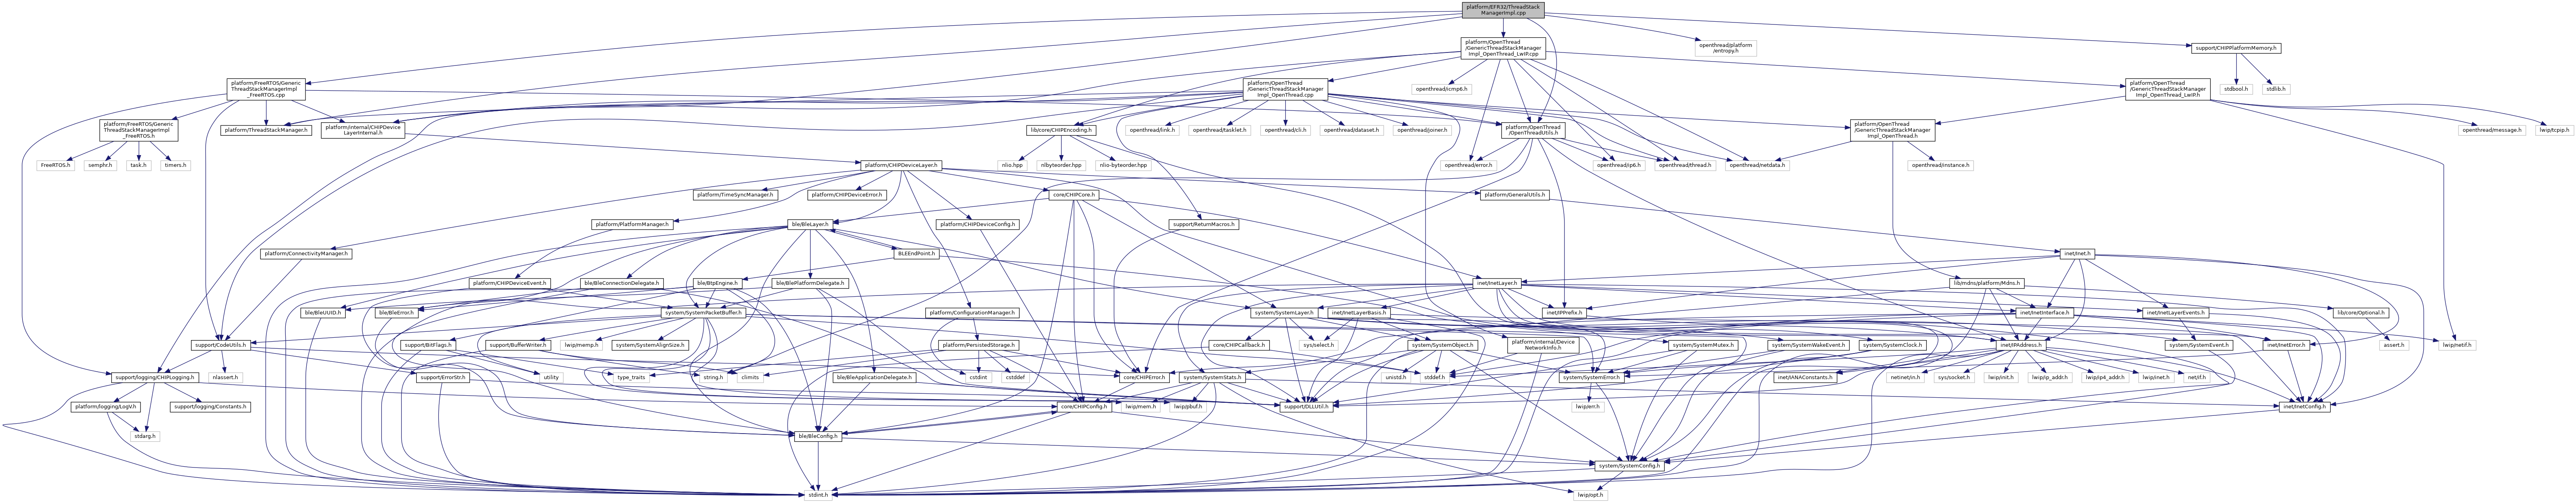 platform/EFR32/ThreadStack
ManagerImpl.cpp
platform/OpenThread
/GenericThreadStackManager
Impl_OpenThread_LwIP.cpp
openthread/platform
/entropy.h
support/CHIPPlatformMemory.h
platform/FreeRTOS/Generic
ThreadStackManagerImpl
_FreeRTOS.cpp
platform/OpenThread
/GenericThreadStackManager
Impl_OpenThread.cpp
openthread/icmp6.h
platform/OpenThread
/GenericThreadStackManager
Impl_OpenThread_LwIP.h
stdbool.h
stdlib.h
platform/FreeRTOS/Generic
ThreadStackManagerImpl
_FreeRTOS.h
platform/ThreadStackManager.h
platform/internal/CHIPDevice
LayerInternal.h
lib/core/CHIPEncoding.h
openthread/link.h
openthread/tasklet.h
openthread/cli.h
openthread/dataset.h
openthread/joiner.h
platform/OpenThread
/OpenThreadUtils.h
platform/OpenThread
/GenericThreadStackManager
Impl_OpenThread.h
openthread/message.h
lwip/tcpip.h
FreeRTOS.h
semphr.h
task.h
timers.h
platform/CHIPDeviceLayer.h
nlio.hpp
nlbyteorder.hpp
nlio-byteorder.hpp
openthread/error.h
openthread/ip6.h
openthread/thread.h
openthread/netdata.h
openthread/instance.h
platform/TimeSyncManager.h
platform/CHIPDeviceError.h
core/CHIPCore.h
platform/GeneralUtils.h
platform/PlatformManager.h
ble/BleLayer.h
platform/CHIPDeviceConfig.h
support/ReturnMacros.h
platform/ConnectivityManager.h
BLEEndPoint.h
inet/Inet.h
platform/CHIPDeviceEvent.h
ble/BleConnectionDelegate.h
ble/BtpEngine.h
ble/BlePlatformDelegate.h
inet/InetLayer.h
lib/mdns/platform/Mdns.h
ble/BleUUID.h
ble/BleError.h
system/SystemPacketBuffer.h
platform/ConfigurationManager.h
system/SystemLayer.h
inet/InetLayerBasis.h
inet/IPPrefix.h
inet/InetInterface.h
inet/InetLayerEvents.h
lib/core/Optional.h
support/CodeUtils.h
support/BitFlags.h
support/BufferWriter.h
lwip/memp.h
system/SystemAlignSize.h
platform/PersistedStorage.h
core/CHIPCallback.h
sys/select.h
system/SystemObject.h
platform/internal/Device
NetworkInfo.h
system/SystemMutex.h
system/SystemWakeEvent.h
system/SystemClock.h
inet/IPAddress.h
system/SystemEvent.h
inet/InetError.h
assert.h
lwip/netif.h
support/logging/CHIPLogging.h
nlassert.h
support/ErrorStr.h
utility
type_traits
string.h
climits
ble/BleApplicationDelegate.h
cstdint
cstddef
core/CHIPError.h
system/SystemStats.h
unistd.h
stddef.h
system/SystemError.h
inet/IANAConstants.h
netinet/in.h
sys/socket.h
lwip/init.h
lwip/ip_addr.h
lwip/ip4_addr.h
lwip/inet.h
net/if.h
platform/logging/LogV.h
support/logging/Constants.h
core/CHIPConfig.h
lwip/mem.h
lwip/pbuf.h
support/DLLUtil.h
lwip/err.h
inet/InetConfig.h
stdarg.h
ble/BleConfig.h
system/SystemConfig.h
stdint.h
lwip/opt.h